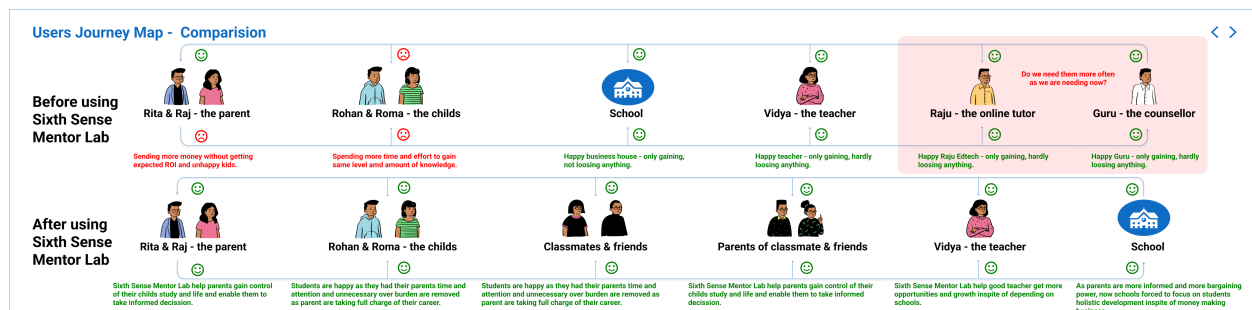 Users Journey Map -  Comparision
Before using
Sixth Sense
Mentor Lab
Do we need them more often
as we are needing now?
Rita & Raj - the parent
Rohan & Roma - the childs
School
Vidya - the teacher
Raju - the online tutor
Guru - the counsellor
Sending more money without getting
expected ROI and unhappy kids.
Spending more time and effort to gain
same level and amount of knowledge.
Happy business house - only gaining,
not loosing anything.
Happy teacher - only gaining, hardly
loosing anything.
Happy Raju Edtech - only gaining, hardly
loosing anything.
Happy Guru - only gaining, hardly
loosing anything.
After using
Sixth Sense
Mentor Lab
Rita & Raj - the parent
Rohan & Roma - the childs
Classmates & friends
Parents of classmate & friends
Vidya - the teacher
School
Sixth Sense Mentor Lab help parents gain control
of their childs study and life and enable them to
take informed decission.
Students are happy as they had their parents time and
attention and unnecessary over burden are removed
as parent are taking full charge of their career.
Students are happy as they had their parents time and
attention and unnecessary over burden are removed as
parent are taking full charge of their career.
Sixth Sense Mentor Lab help parents gain control of their
childs study and life and enable them to take informed
decission.
Sixth Sense Mentor Lab help good teacher get more
opportunities and growth inspite of depending on
schools.
As parents are more informed and more bargaining
power, now schools forced to focus on students
holistic development inspite of money making